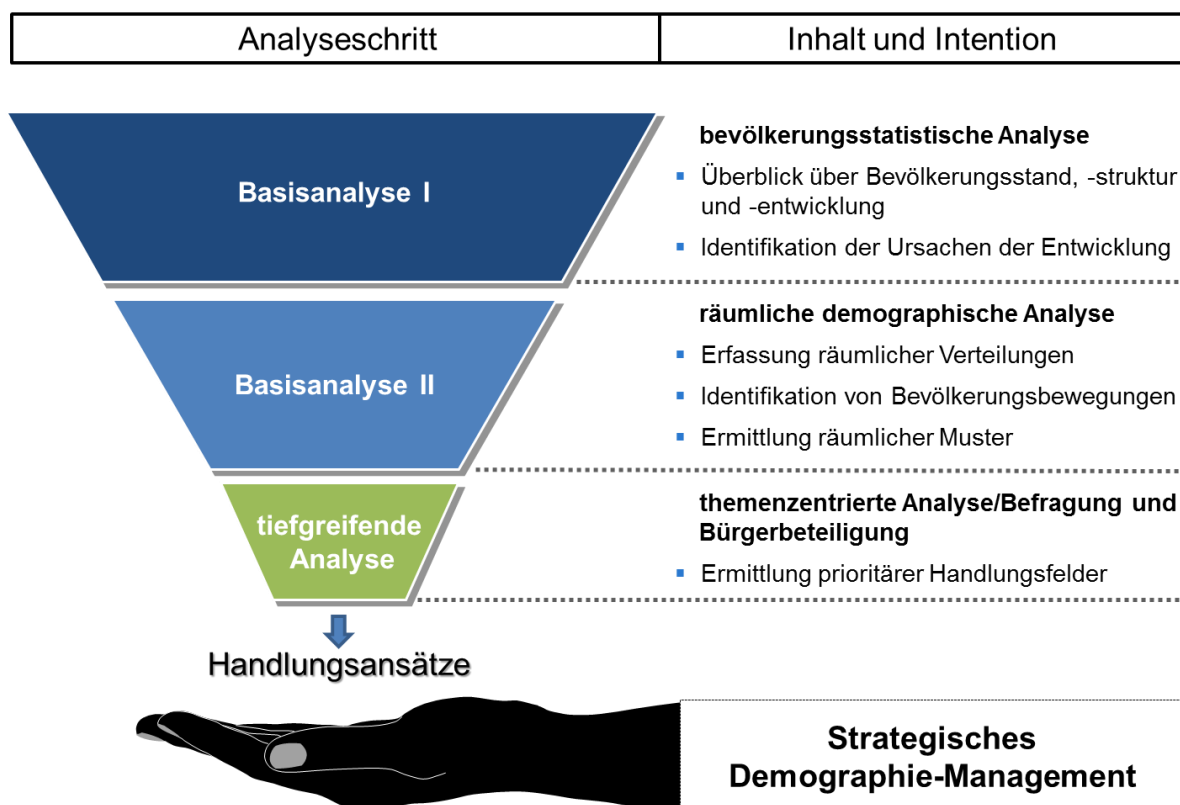 Analyseschritt
Inhalt und Intention
Basisanalyse I
bevölkerungsstatistische Analyse
▪ Überblick über Bevölkerungsstand, -struktur
und -entwicklung
▪ Identifikation der Ursachen der Entwicklung
Basisanalyse II
räumliche demographische Analyse
▪ Erfassung räumlicher Verteilungen
▪ Identifikation von Bevölkerungsbewegungen
▪ Ermittlung räumlicher Muster
tiefgreifende
Analyse
themenzentrierte Analyse/Befragung und
Bürgerbeteiligung
▪ Ermittlung prioritärer Handlungsfelder
Handlungsansätze
Strategisches
Demographie-Management